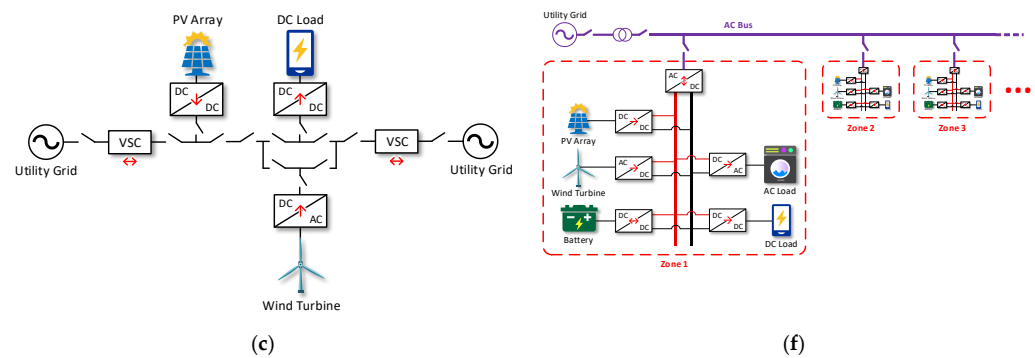 PV Array
DC Load
DC
DC
DC
DC
Utility Grid
VSC
VSC
Utility Grid
DC
AC
Wind Turbine
(c)
Utility Grid
AC Bus
AC
DC
DC
DC
PV Array
AC
DC
Wind Turbine
DC
AC
AC Load
DC
DC
Battery
DC
DC
DC Load
Zone 1
Zone 2
Zone 3
(f)